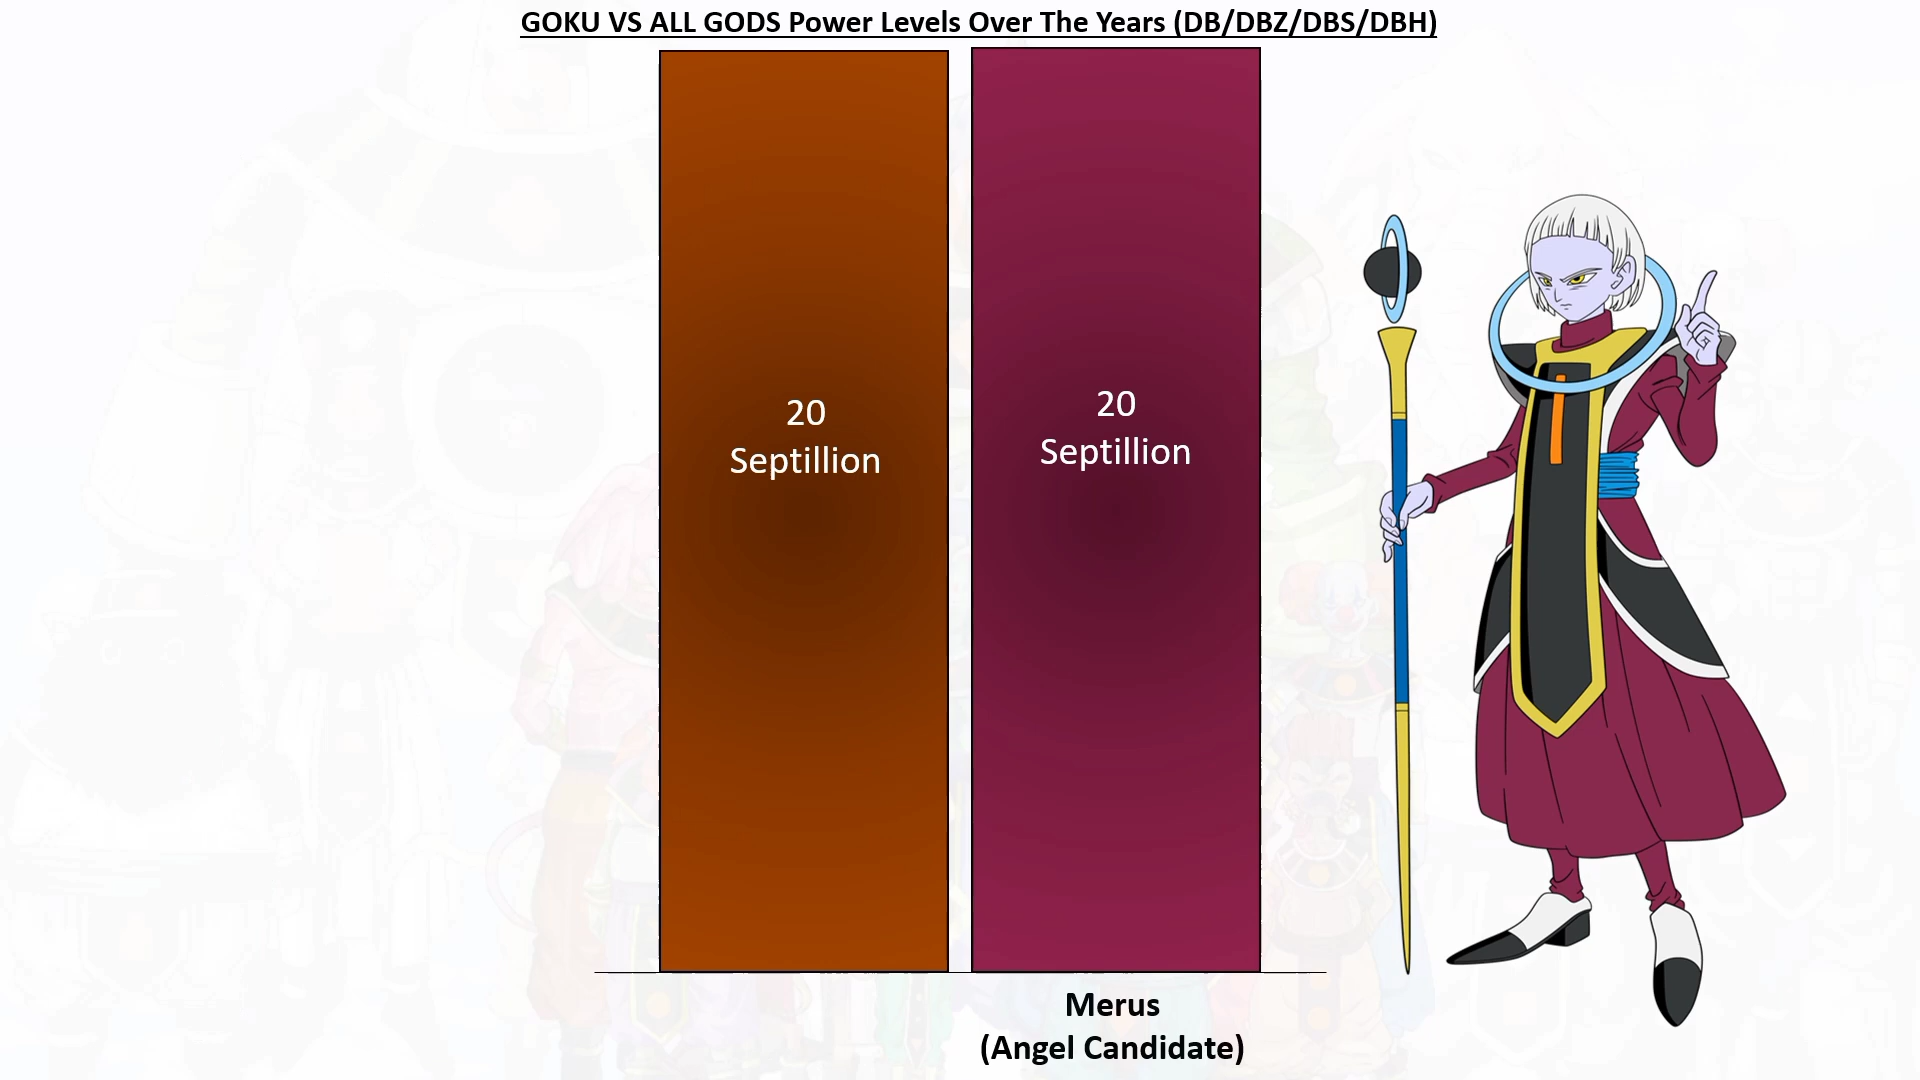 GOKU VS ALL GODS Power Levels Over The Years (DB/DBZ/DBS/DBH)
20
Septillion
20
Septillion
Merus
(Angel Candidate)